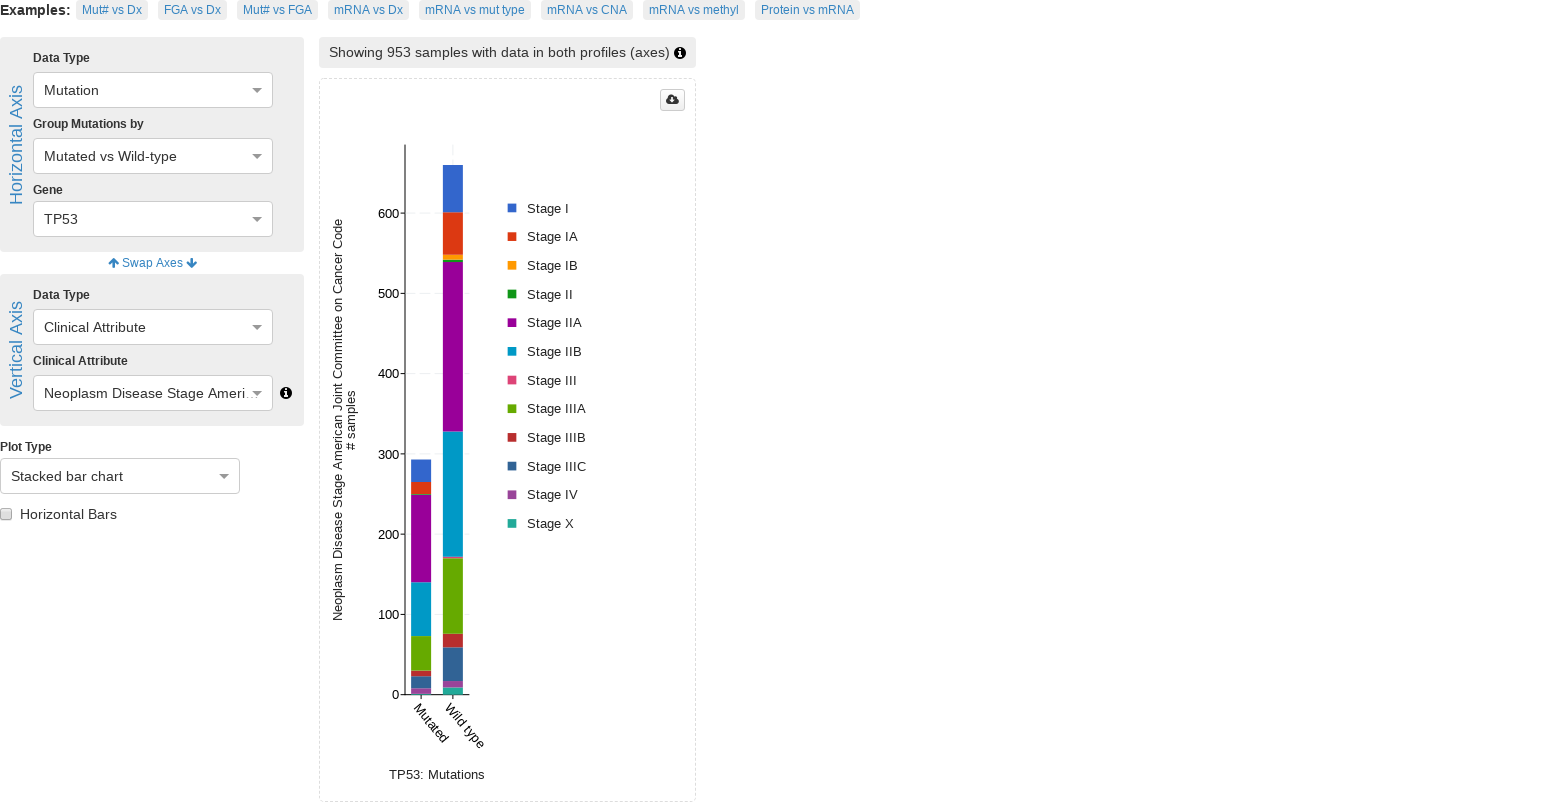 Examples: Mut# vs Dx FGA vs Dx Mut# vs FGA mRNA vs Dx mRNA vs mut type mRNA vs CNA mRNA vs methyl Protein vs mRNA
Horizontal Axis
Data Type
Mutation
Group Mutations by
Mutated vs Wild-type
Gene
TP53
Swap Axes
Vertical Axis
Data Type
Clinical Attribute
Clinical Attribute
Neoplasm Disease Stage Ameri...
Plot Type
Stacked bar chart
Horizontal Bars
Showing 953 samples with data in both profiles (axes)
Neoplasm Disease Stage American Joint Committee on Cancer Code
# samples
600
500
400
300
200
100
0
Mutated
Wild type
TP53: Mutations
Stage I
Stage IA
Stage IB
Stage II
Stage IIA
Stage IIB
Stage III
Stage IIIA
Stage IIIB
Stage IIIC
Stage IV
Stage X